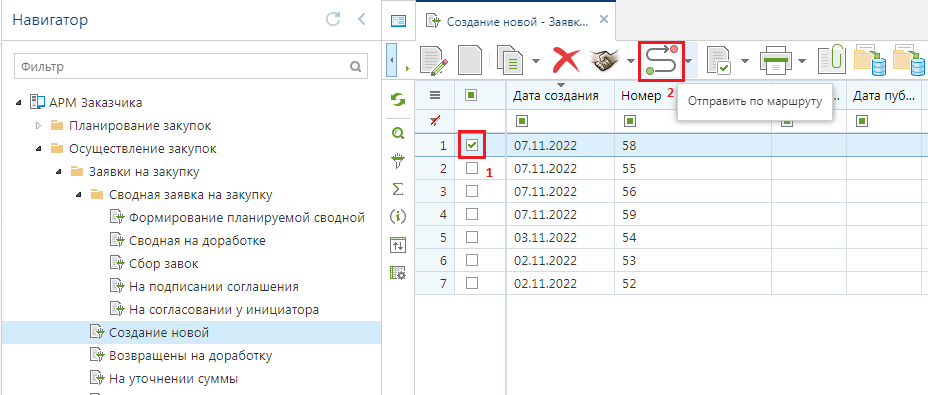 Навигатор
Фильтр
АРМ Заказчика
Планирование закупок
Осуществление закупок
Заявки на закупку
Сводная заявка на закупку
Формирование планируемой сводной
Сводная на доработке
Сбор завок
На подписании соглашения
На согласовании у инициатора
Создание новой
Возвращены на доработку
На уточнении суммы
Создание новой - Заявк...
Дата создания Номер 2 Отправить по маршруту ... Дата пуб...
1 07.11.2022 58
1
2 07.11.2022 55
3 07.11.2022 56
4 07.11.2022 59
5 03.11.2022 54
6 02.11.2022 53
7 02.11.2022 52